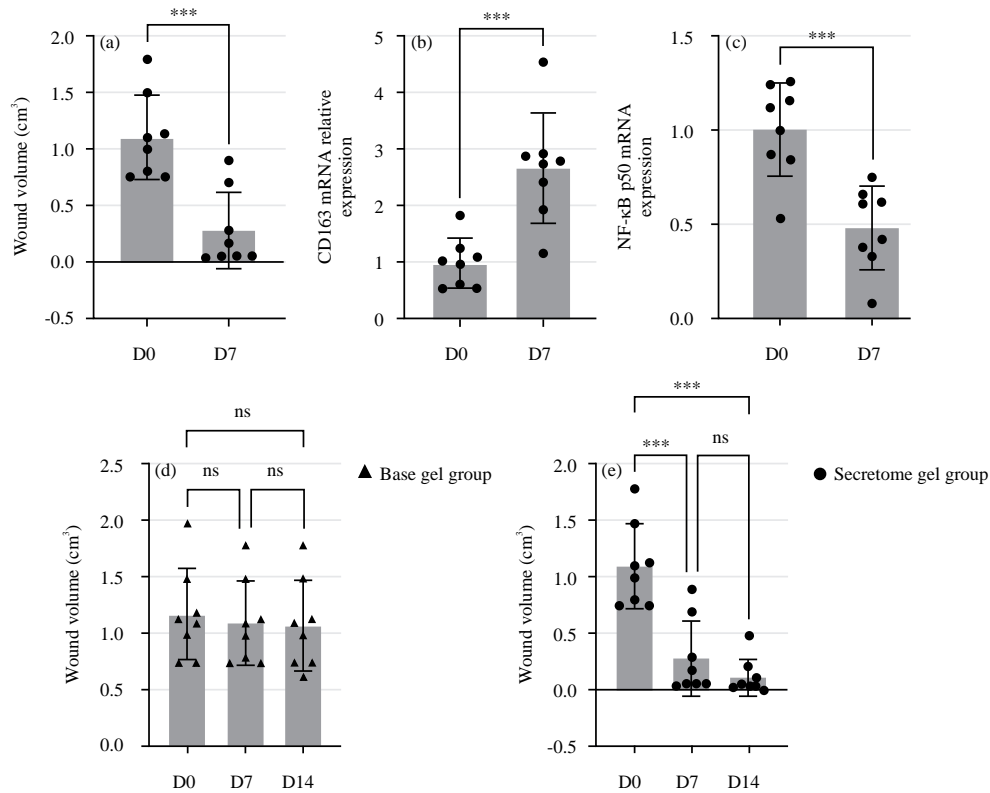 (a)
***
Wound volume (cm³)
2.0
1.5
1.0
0.5
0.0
-0.5
D0 D7
(b)
***
CD163 mRNA relative
expression
5
4
3
2
1
0
D0 D7
(c)
***
NF-κB p50 mRNA
expression
1.5
1.0
0.5
0.0
D0 D7
(d)
ns
ns ns
Wound volume (cm³)
2.5
2.0
1.5
1.0
0.5
0.0
D0 D7 D14
Base gel group
(e)
***
*** ns
Wound volume (cm³)
2.0
1.5
1.0
0.5
0.0
-0.5
D0 D7 D14
Secretome gel group